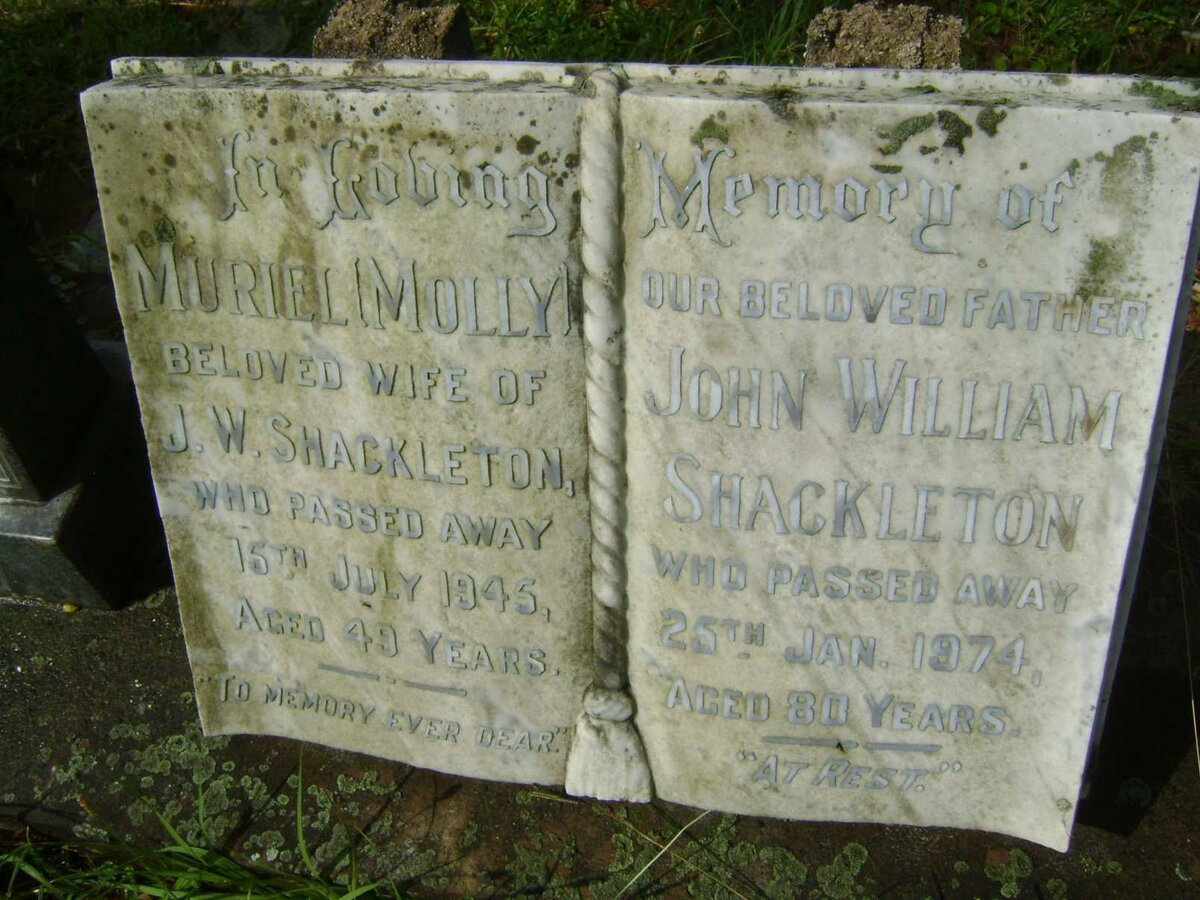 In Loving Memory of
MURIEL (MOLLY)
BELOVED WIFE OF
J. W. SHACKLETON,
WHO PASSED AWAY
15TH JULY 1945,
AGED 49 YEARS.
"TO MEMORY EVER DEAR."
OUR BELOVED FATHER
JOHN WILLIAM
SHACKLETON
WHO PASSED AWAY
25TH JAN. 1974,
AGED 80 YEARS.
"AT REST."